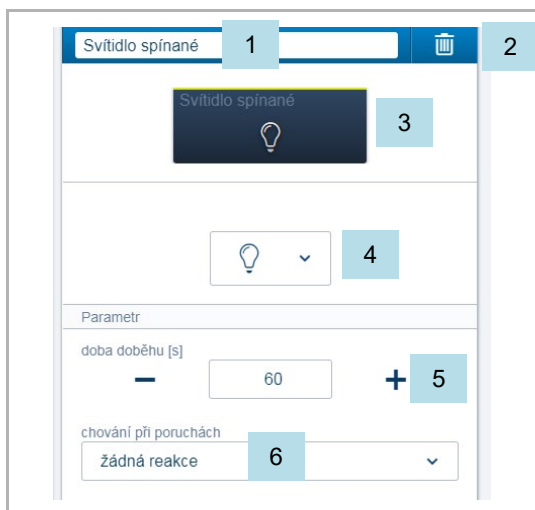 Svítidlo spínané
1
2
Svítidlo spínané
3
4
Parametr
doba doběhu [s]
60
5
chování při poruchách
žádná reakce
6